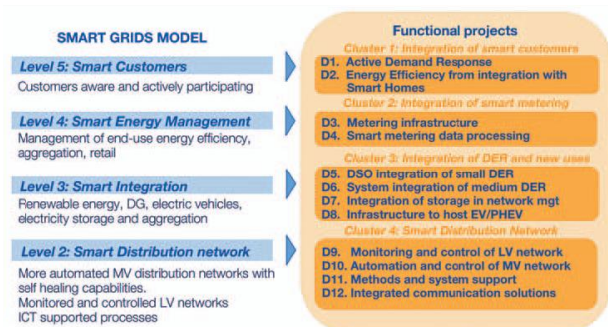 SMART GRIDS MODEL
Level 5: Smart Customers
Customers aware and actively participating
Level 4: Smart Energy Management
Management of end-use energy efficiency,
aggregation, retail
Level 3: Smart Integration
Renewable energy, DG, electric vehicles,
electricity storage and aggregation
Level 2: Smart Distribution network
More automated MV distribution networks with
self healing capabilities.
Monitored and controlled LV networks
ICT supported processes
Functional projects
Cluster 1: Integration of smart customers
D1. Active Demand Response
D2. Energy Efficiency from integration with
Smart Homes
Cluster 2: Integration of smart metering
D3. Metering infrastructure
D4. Smart metering data processing
Cluster 3: Integration of DER and new uses
D5. DSO integration of small DER
D6. System integration of medium DER
D7. Integration of storage in network mgt
D8. Infrastructure to host EV/PHEV
Cluster 4: Smart Distribution Network
D9. Monitoring and control of LV network
D10. Automation and control of MV network
D11. Methods and system support
D12. Integrated communication solutions